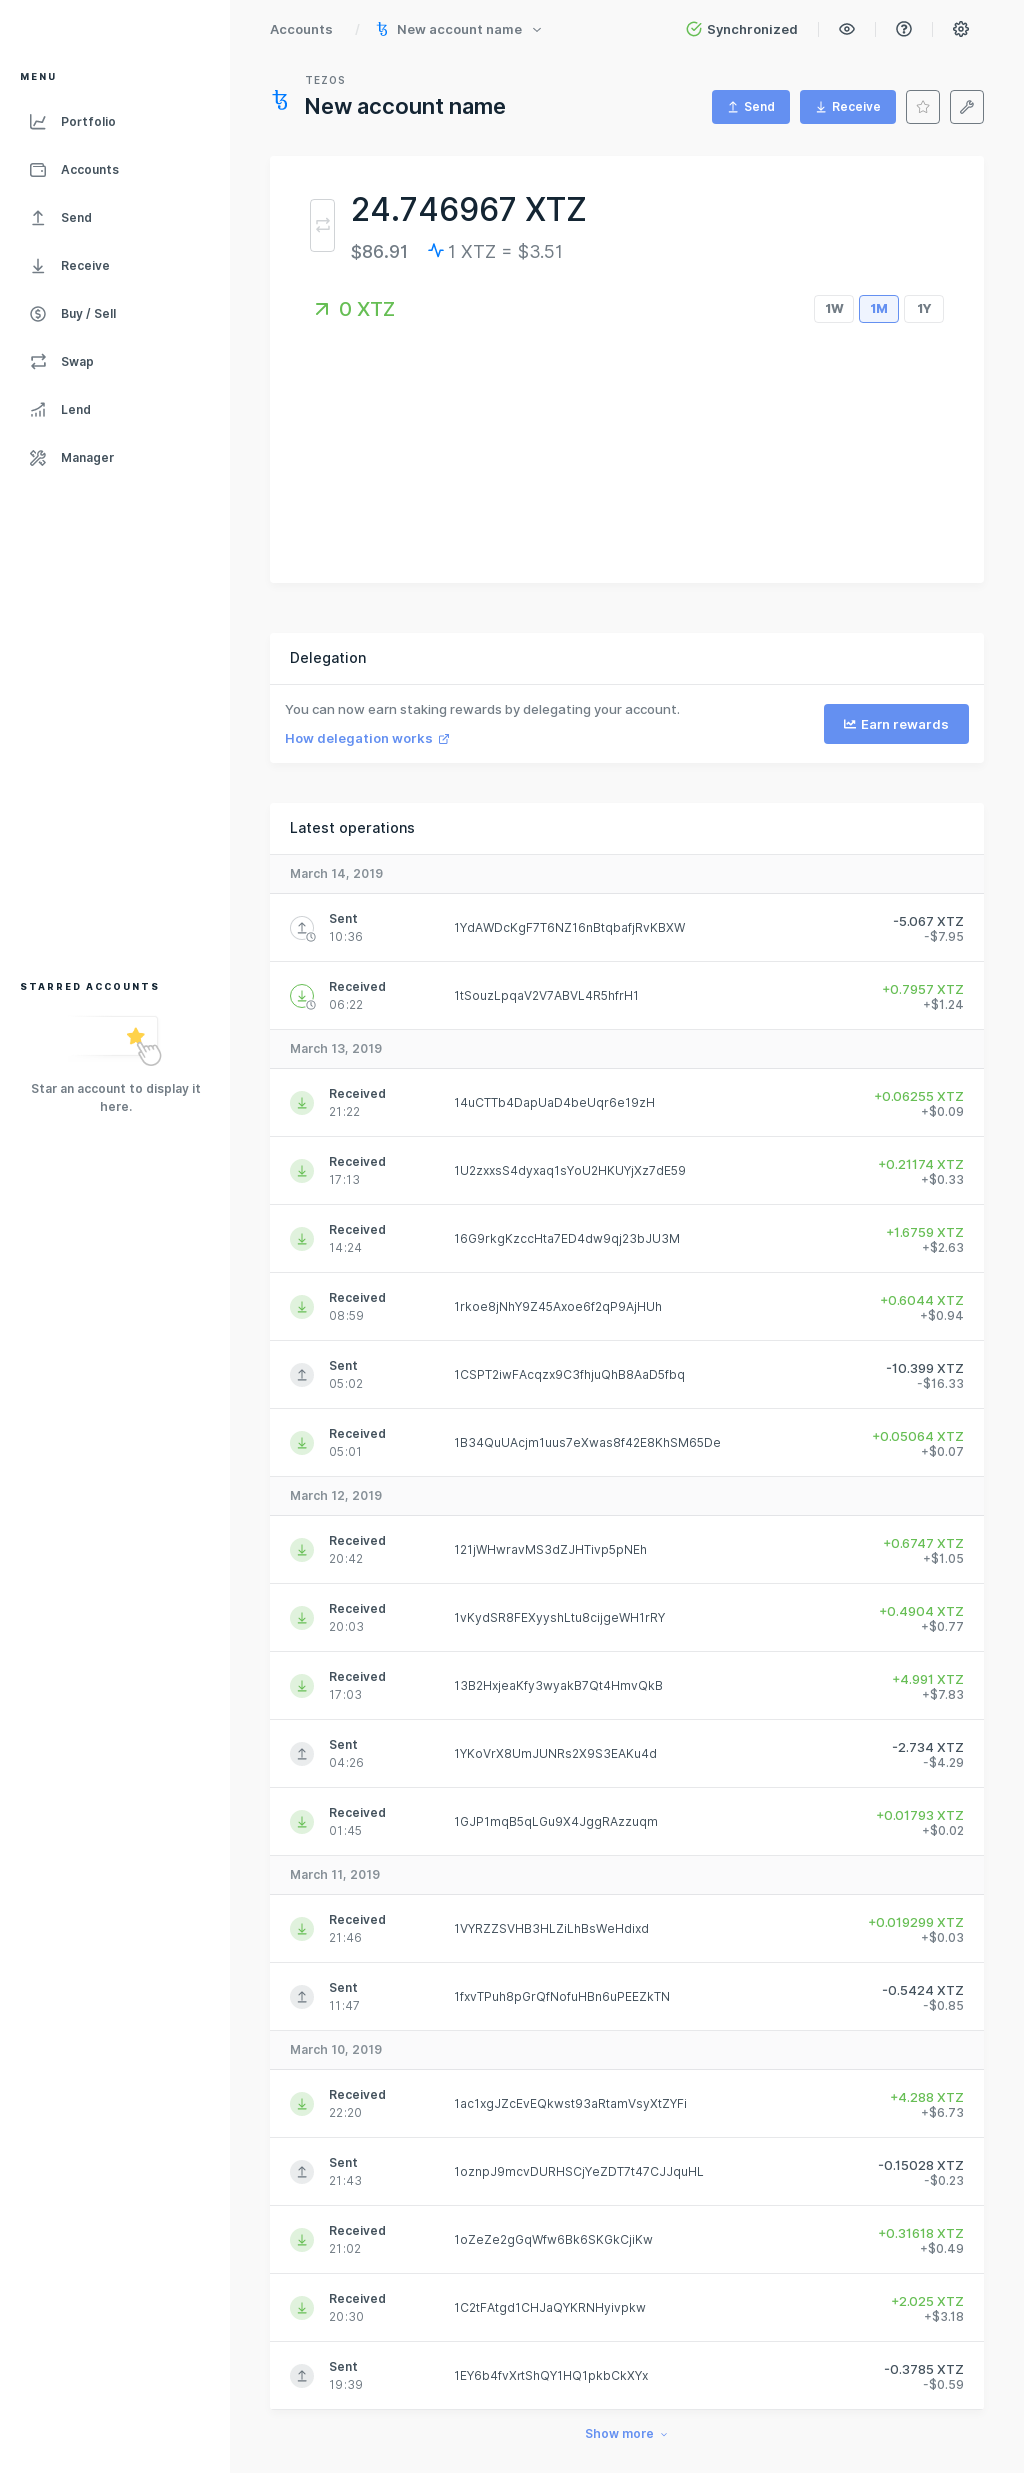 Accounts / New account name
Synchronized
MENU
Portfolio
Accounts
Send
Receive
Buy / Sell
Swap
Lend
Manager
STARRED ACCOUNTS
Star an account to display it
here.
TEZOS
New account name
Send
Receive
24.746967 XTZ
$86.91 1 XTZ = $3.51
0 XTZ
1W 1M 1Y
Delegation
You can now earn staking rewards by delegating your account.
How delegation works
Earn rewards
Latest operations
March 14, 2019
Sent 1YdAWDcKgF7T6NZ16nBtqbafjRvKBXW -5.067 XTZ
10:36 -$7.95
Received 1tSouzLpqaV2V7ABVL4R5hfrH1 +0.7957 XTZ
06:22 +$1.24
March 13, 2019
Received 14uCTTb4DapUaD4beUqr6e19zH +0.06255 XTZ
21:22 +$0.09
Received 1U2zxxsS4dyxaq1sYoU2HKUYjXz7dE59 +0.21174 XTZ
17:13 +$0.33
Received 16G9rkgKzccHta7ED4dw9qj23bJU3M +1.6759 XTZ
14:24 +$2.63
Received 1rkoe8jNhY9Z45Axoe6f2qP9AjHUh +0.6044 XTZ
08:59 +$0.94
Sent 1CSPT2iwFAcqzx9C3fhjuQhB8AaD5fbq -10.399 XTZ
05:02 -$16.33
Received 1B34QuUAcjm1uus7eXwas8f42E8KhSM65De +0.05064 XTZ
05:01 +$0.07
March 12, 2019
Received 121jWHwravMS3dZJHTivp5pNEh +0.6747 XTZ
20:42 +$1.05
Received 1vKydSR8FEXyyshLtu8cijgeWH1rRY +0.4904 XTZ
20:03 +$0.77
Received 13B2HxjeaKfy3wyakB7Qt4HmvQkB +4.991 XTZ
17:03 +$7.83
Sent 1YKoVrX8UmJUNRs2X9S3EAKu4d -2.734 XTZ
04:26 -$4.29
Received 1GJP1mqB5qLGu9X4JggRAzzuqm +0.01793 XTZ
01:45 +$0.02
March 11, 2019
Received 1VYRZZSVHB3HLZiLhBsWeHdixd +0.019299 XTZ
21:46 +$0.03
Sent 1fxvTPuh8pGrQfNofuHBn6uPEEZkTN -0.5424 XTZ
11:47 -$0.85
March 10, 2019
Received 1ac1xgJZcEvEQkwst93aRtamVsyXtZYFi +4.288 XTZ
22:20 +$6.73
Sent 1oznpJ9mcvDURHSCjYeZDT7t47CJJquHL -0.15028 XTZ
21:43 -$0.23
Received 1oZeZe2gGqWfw6Bk6SKGkCjiKw +0.31618 XTZ
21:02 +$0.49
Received 1C2tFAtgd1CHJaQYKRNHyivpkw +2.025 XTZ
20:30 +$3.18
Sent 1EY6b4fvXrtShQY1HQ1pkbCkXYx -0.3785 XTZ
19:39 -$0.59
Show more